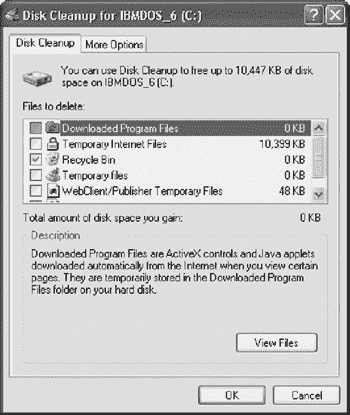 Disk Cleanup for IBMDOS_6 (C:)
Disk Cleanup More Options
You can use Disk Cleanup to free up to 10,447 KB of disk
space on IBMDOS_6 (C:).
Files to delete:
Downloaded Program Files 0 KB
Temporary Internet Files 10,399 KB
Recycle Bin 0 KB
Temporary files 0 KB
WebClient/Publisher Temporary Files 48 KB
Total amount of disk space you gain: 0 KB
Description
Downloaded Program Files are ActiveX controls and Java applets
downloaded automatically from the Internet when you view certain
pages. They are temporarily stored in the Downloaded Program
Files folder on your hard disk.
View Files
OK Cancel